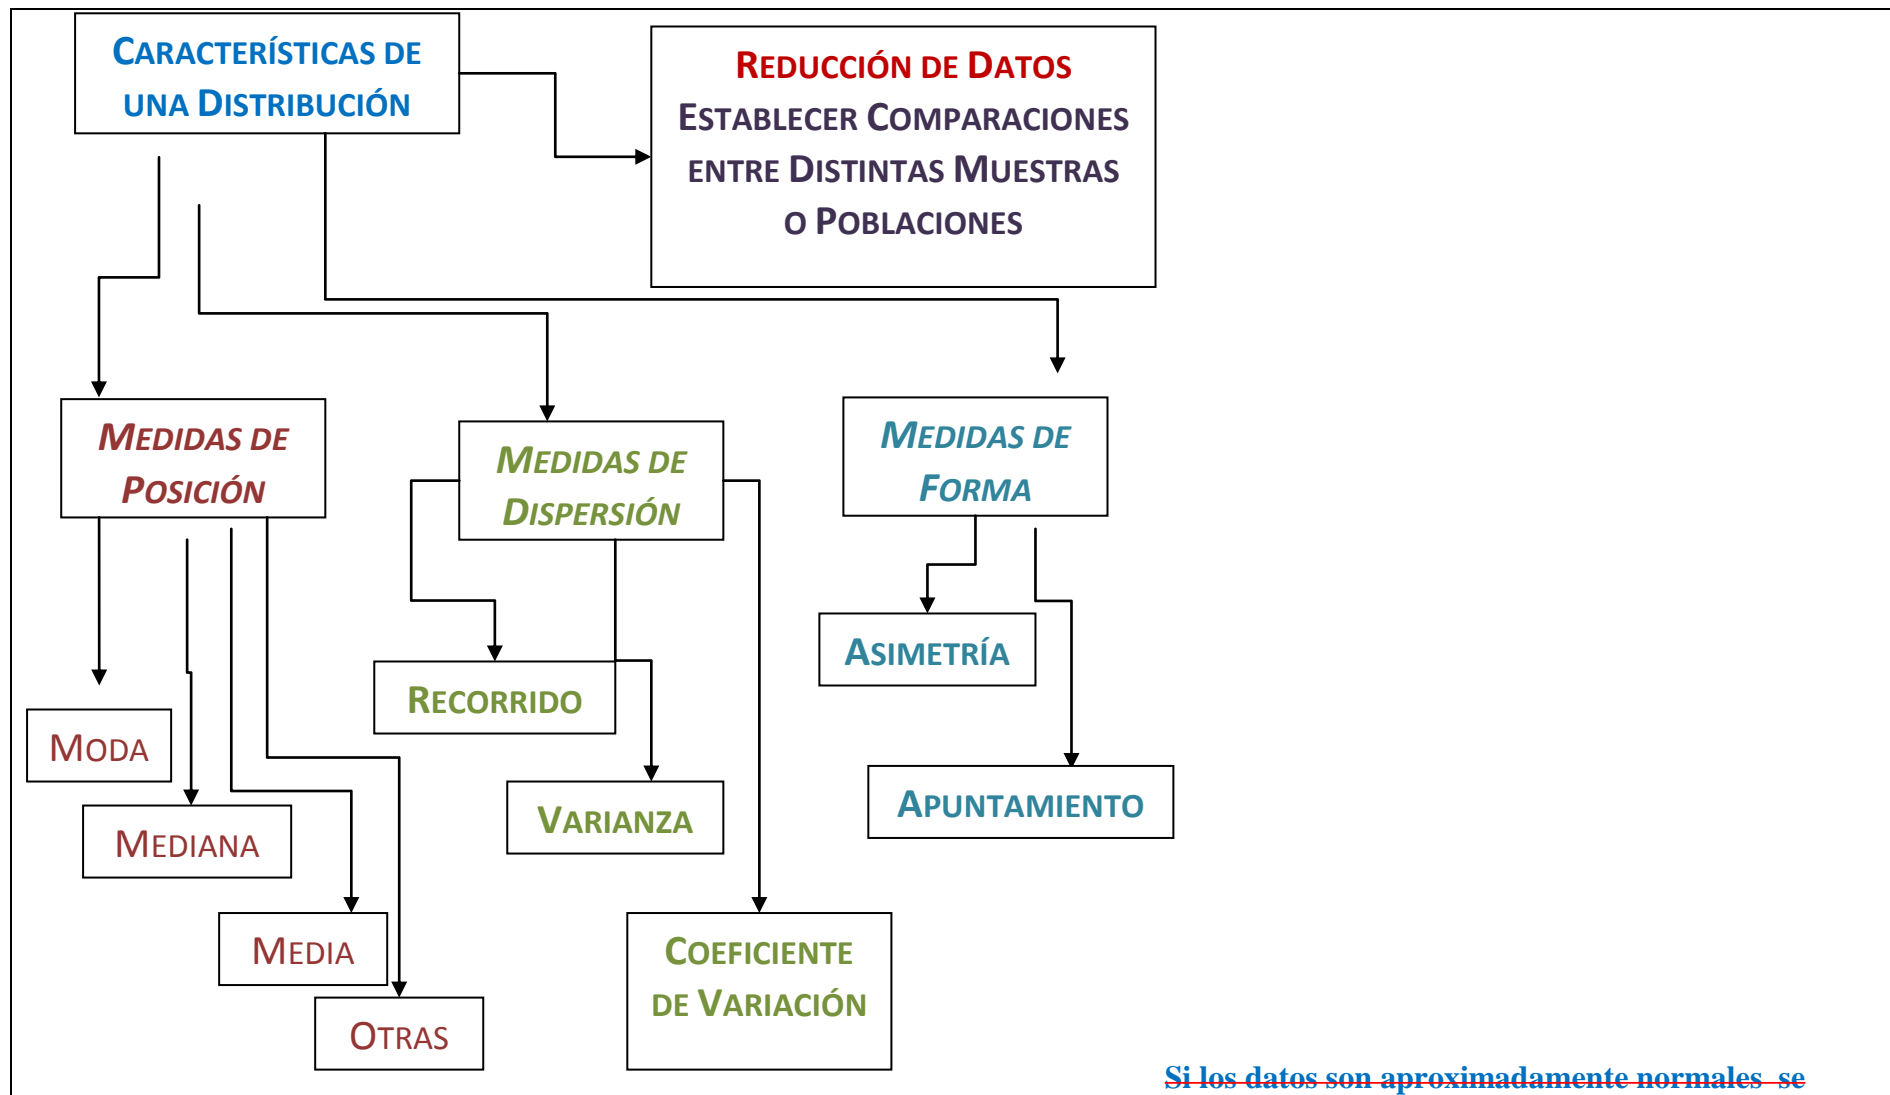 CARACTERÍSTICAS DE
UNA DISTRIBUCIÓN
REDUCCIÓN DE DATOS
ESTABLECER COMPARACIONES
ENTRE DISTINTAS MUESTRAS
O POBLACIONES
MEDIDAS DE
POSICIÓN
MEDIDAS DE
DISPERSIÓN
MEDIDAS DE
FORMA
MODA
MEDIANA
MEDIA
OTRAS
RECORRIDO
VARIANZA
COEFICIENTE
DE VARIACIÓN
ASIMETRÍA
APUNTAMIENTO
Si los datos son aproximadamente normales se